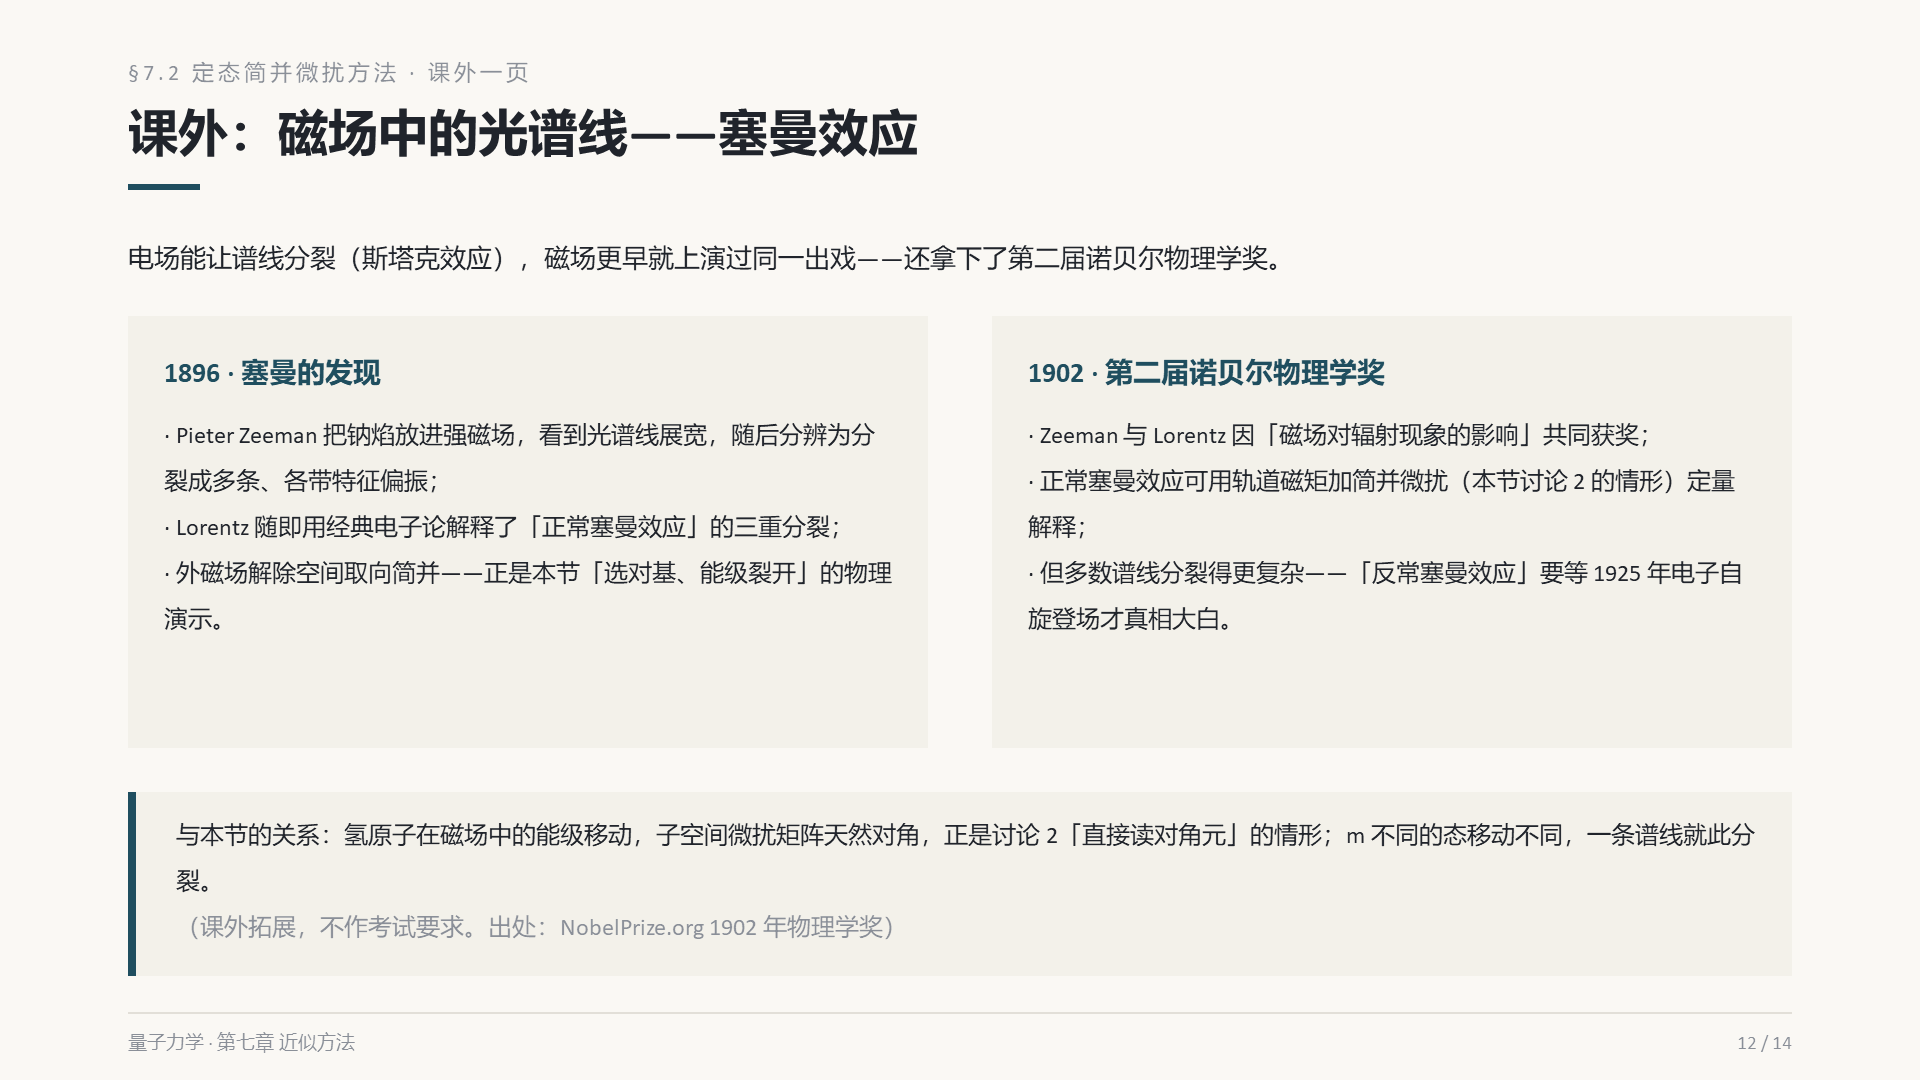 §7.2 定态简并微扰方法 · 课外一页
课外：磁场中的光谱线——塞曼效应
电场能让谱线分裂（斯塔克效应），磁场更早就上演过同一出戏——还拿下了第二届诺贝尔物理学奖。
1896 · 塞曼的发现
· Pieter Zeeman 把钠焰放进强磁场，看到光谱线展宽，随后分辨为分
裂成多条、各带特征偏振；
· Lorentz 随即用经典电子论解释了「正常塞曼效应」的三重分裂；
· 外磁场解除空间取向简并——正是本节「选对基、能级裂开」的物理
演示。
1902 · 第二届诺贝尔物理学奖
· Zeeman 与 Lorentz 因「磁场对辐射现象的影响」共同获奖；
· 正常塞曼效应可用轨道磁矩加简并微扰（本节讨论 2 的情形）定量
解释；
· 但多数谱线分裂得更复杂——「反常塞曼效应」要等 1925 年电子自
旋登场才真相大白。
与本节的关系：氢原子在磁场中的能级移动，子空间微扰矩阵天然对角，正是讨论 2「直接读对角元」的情形；m 不同的态移动不同，一条谱线就此分
裂。
（课外拓展，不作考试要求。出处：NobelPrize.org 1902 年物理学奖）
量子力学 · 第七章 近似方法
12 / 14